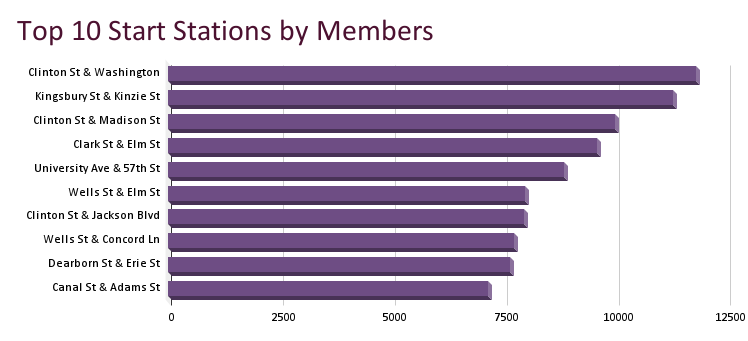 Top 10 Start Stations by Members
Clinton St & Washington
Kingsbury St & Kinzie St
Clinton St & Madison St
Clark St & Elm St
University Ave & 57th St
Wells St & Elm St
Clinton St & Jackson Blvd
Wells St & Concord Ln
Dearborn St & Erie St
Canal St & Adams St
0 2500 5000 7500 10000 12500